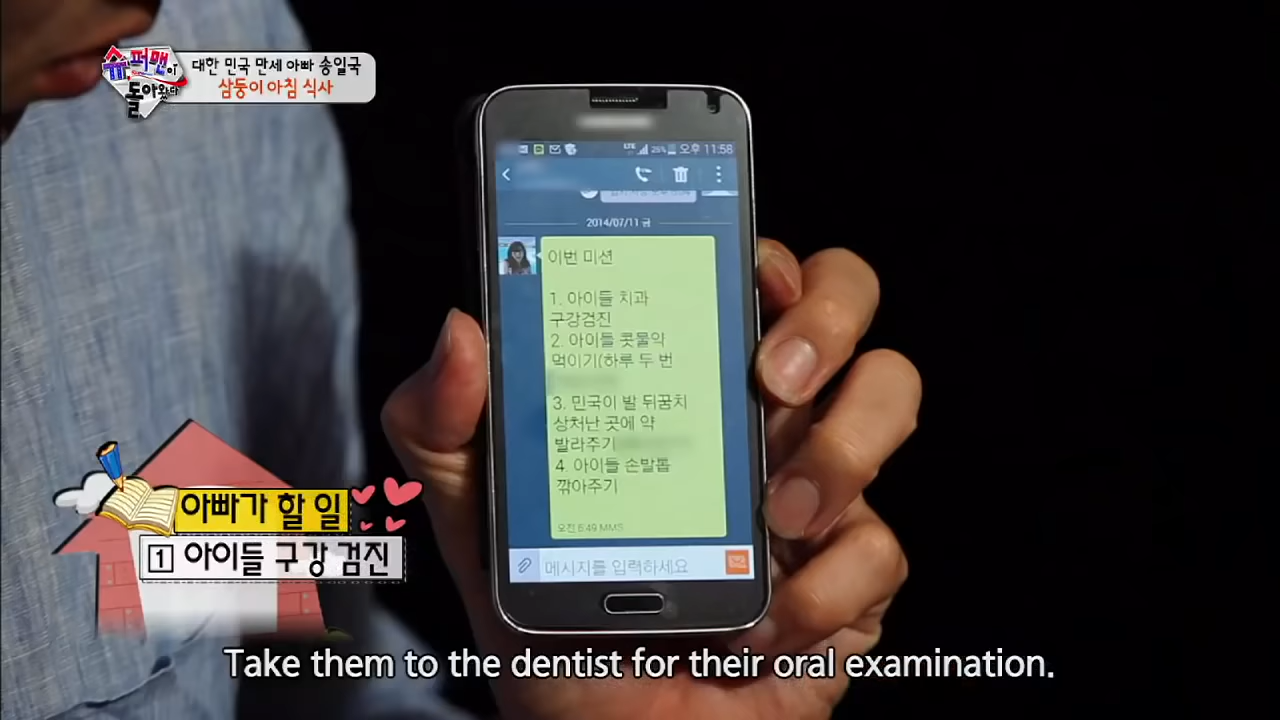 슈퍼맨이
돌아왔다
대한 민국 만세 아빠 송일국
삼둥이 아침 식사
LTE 25% 오후 11:58
2014/07/11 금
이번 미션
1. 아이들 치과
구강검진
2. 아이들 콧물약
먹이기(하루 두 번
3. 민국이 발 뒤꿈치
상처난 곳에 약
발라주기
4. 아이들 손발톱
깎아주기
오전 6:49 MMS
메시지를 입력하세요
아빠가 할 일
1 아이들 구강 검진
Take them to the dentist for their oral examination.